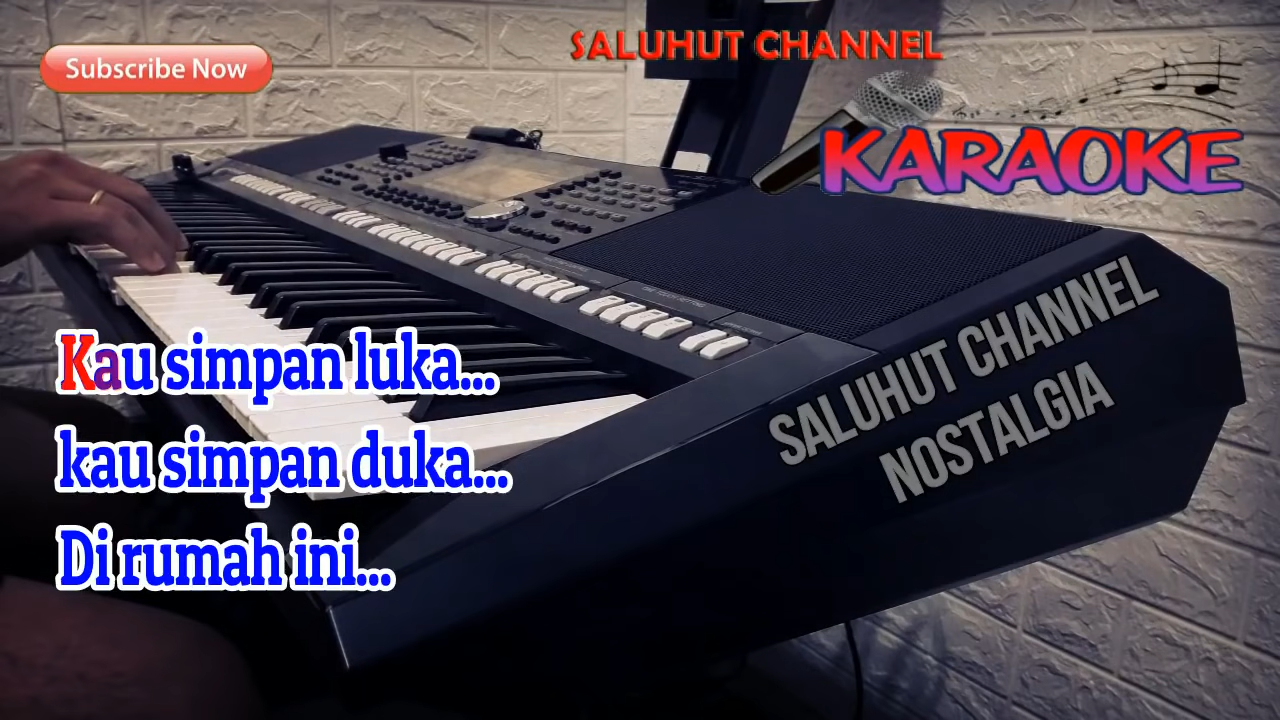 Subscribe Now
SALUHUT CHANNEL
KARAOKE
SALUHUT CHANNEL
NOSTALGIA
Kau simpan luka...
kau simpan duka...
Di rumah ini...